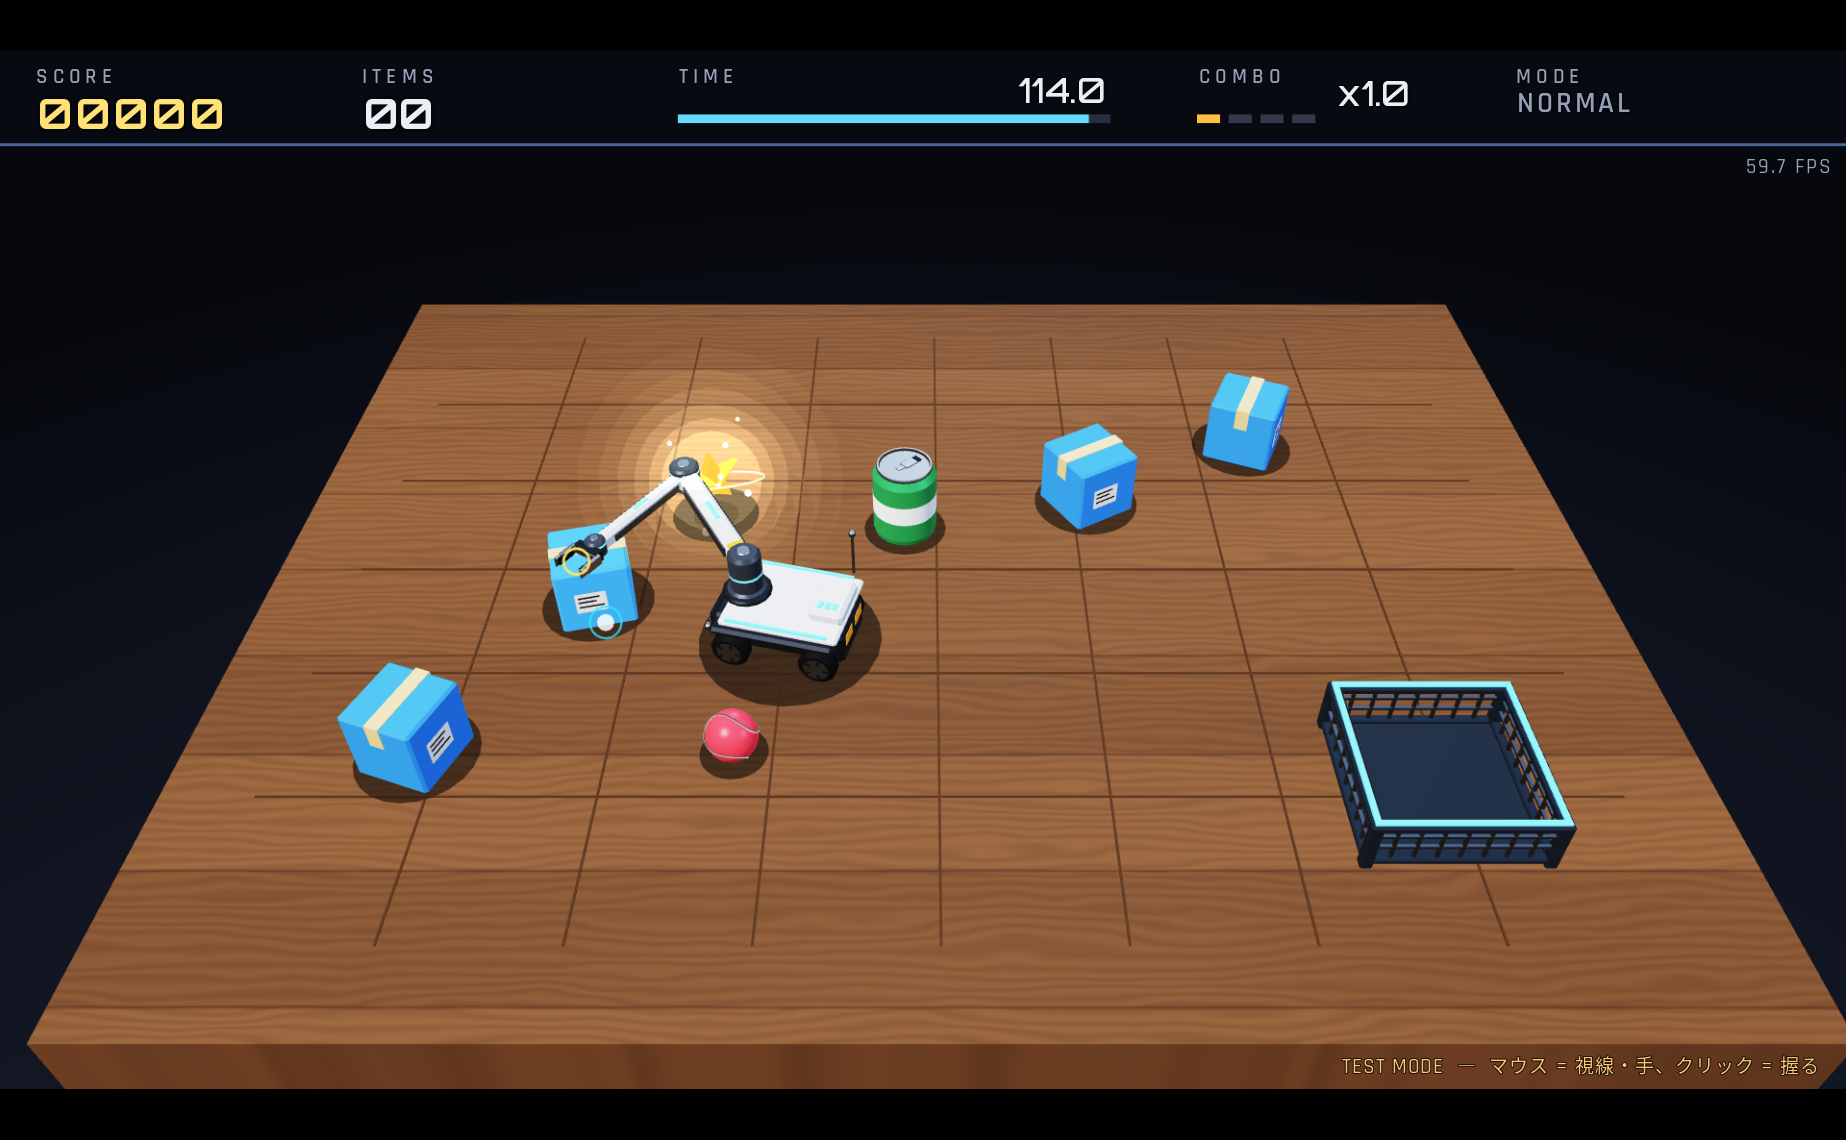 SCORE
00000
ITEMS
00
TIME
114.0
COMBO
x1.0
MODE
NORMAL
59.7 FPS
TEST MODE — マウス = 視線・手、クリック = 握る